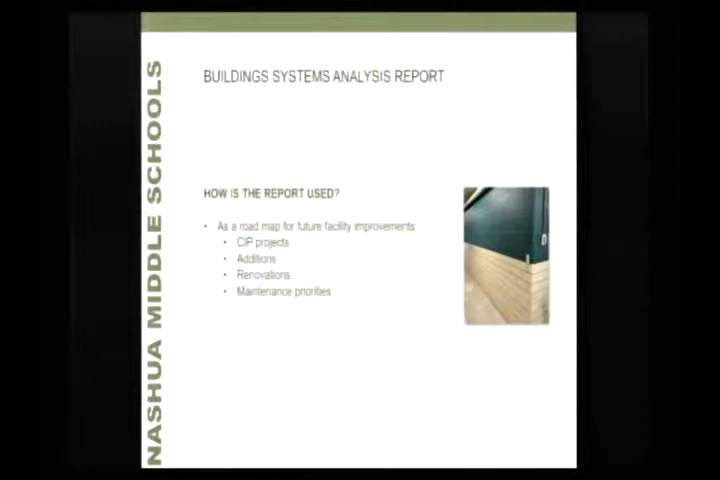 NASHUA MIDDLE SCHOOLS
BUILDINGS SYSTEMS ANALYSIS REPORT
HOW IS THE REPORT USED?
• As a road map for future facility improvements
• CIP projects
• Additions
• Renovations
• Maintenance priorities